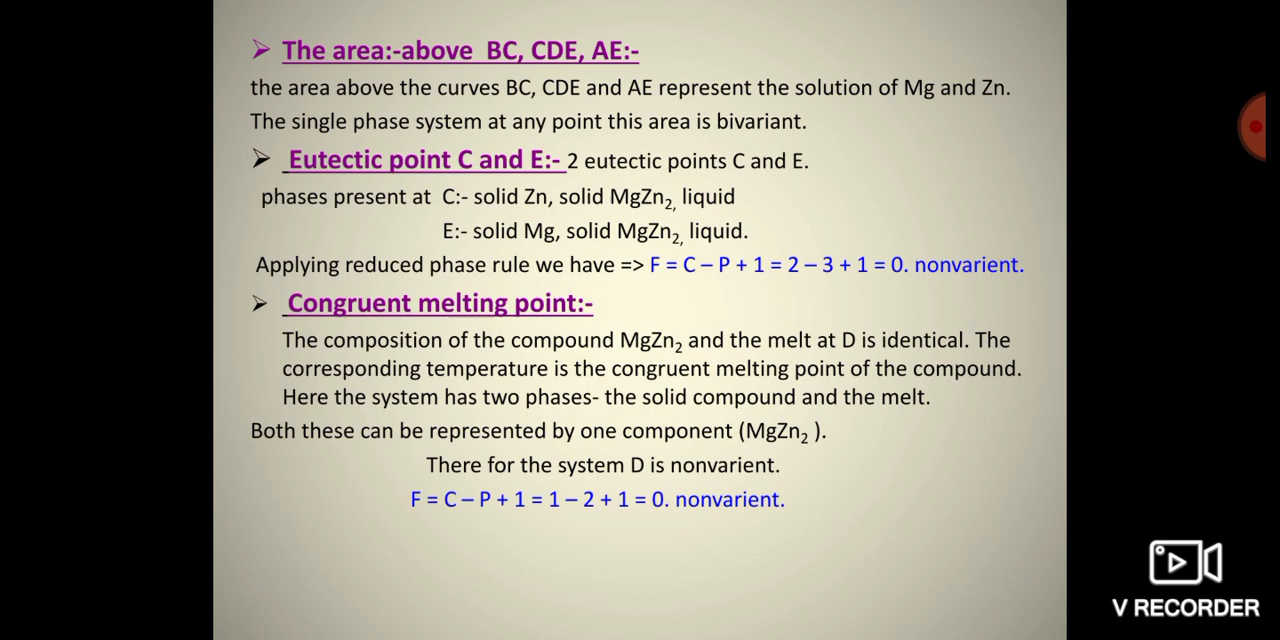 ➢ The area:-above BC, CDE, AE:-
the area above the curves BC, CDE and AE represent the solution of Mg and Zn.
The single phase system at any point this area is bivariant.
➢ Eutectic point C and E:- 2 eutectic points C and E.
phases present at C:- solid Zn, solid MgZn₂, liquid
E:- solid Mg, solid MgZn₂, liquid.
Applying reduced phase rule we have => F = C – P + 1 = 2 – 3 + 1 = 0. nonvarient.
➢ Congruent melting point:-
The composition of the compound MgZn₂ and the melt at D is identical. The
corresponding temperature is the congruent melting point of the compound.
Here the system has two phases- the solid compound and the melt.
Both these can be represented by one component (MgZn₂ ).
There for the system D is nonvarient.
F = C – P + 1 = 1 – 2 + 1 = 0. nonvarient.
V RECORDER